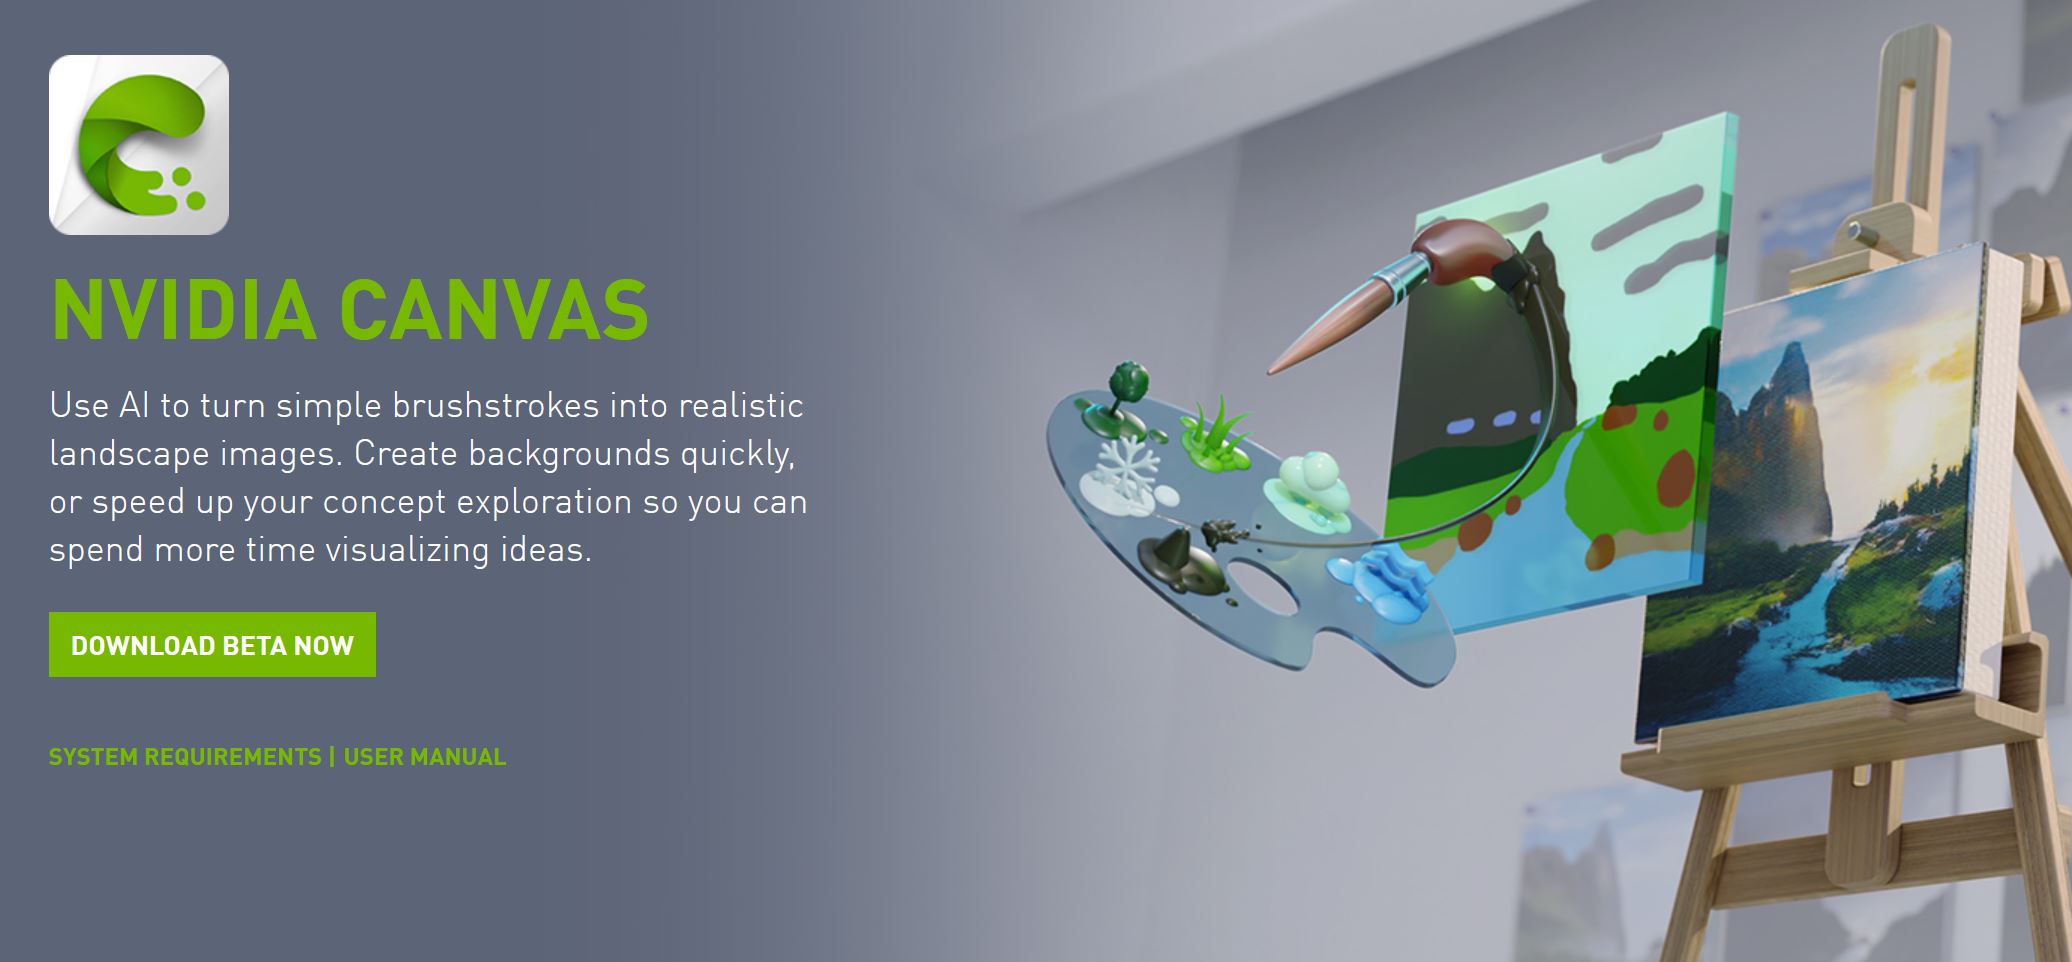 NVIDIA CANVAS
Use AI to turn simple brushstrokes into realistic
landscape images. Create backgrounds quickly,
or speed up your concept exploration so you can
spend more time visualizing ideas.
DOWNLOAD BETA NOW
SYSTEM REQUIREMENTS | USER MANUAL